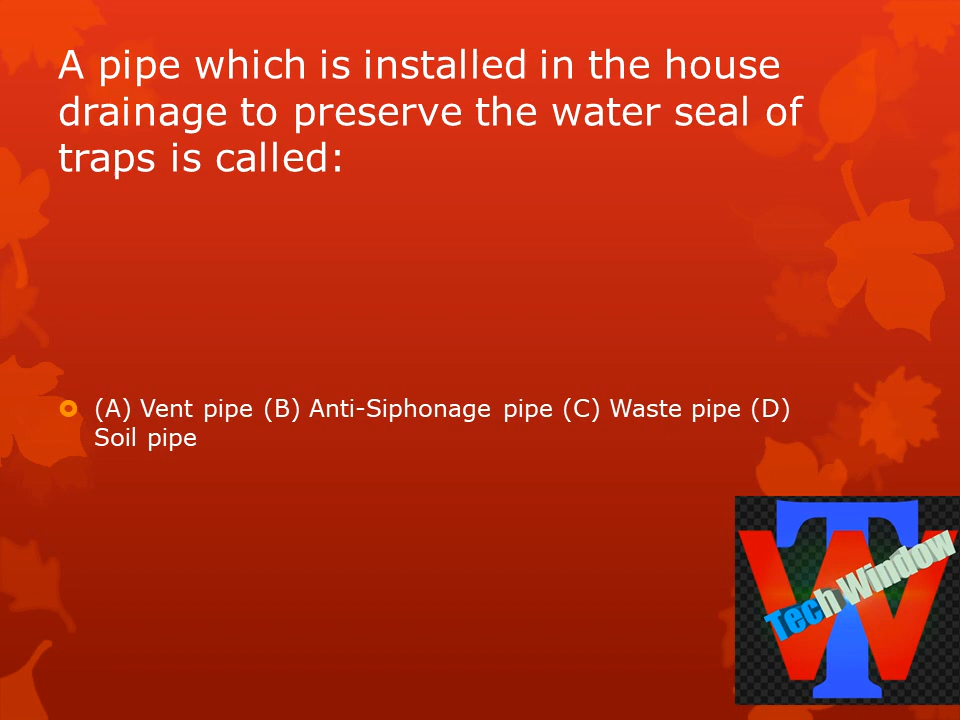 A pipe which is installed in the house
drainage to preserve the water seal of
traps is called:
(A) Vent pipe (B) Anti-Siphonage pipe (C) Waste pipe (D)
Soil pipe
TW
Tech Window